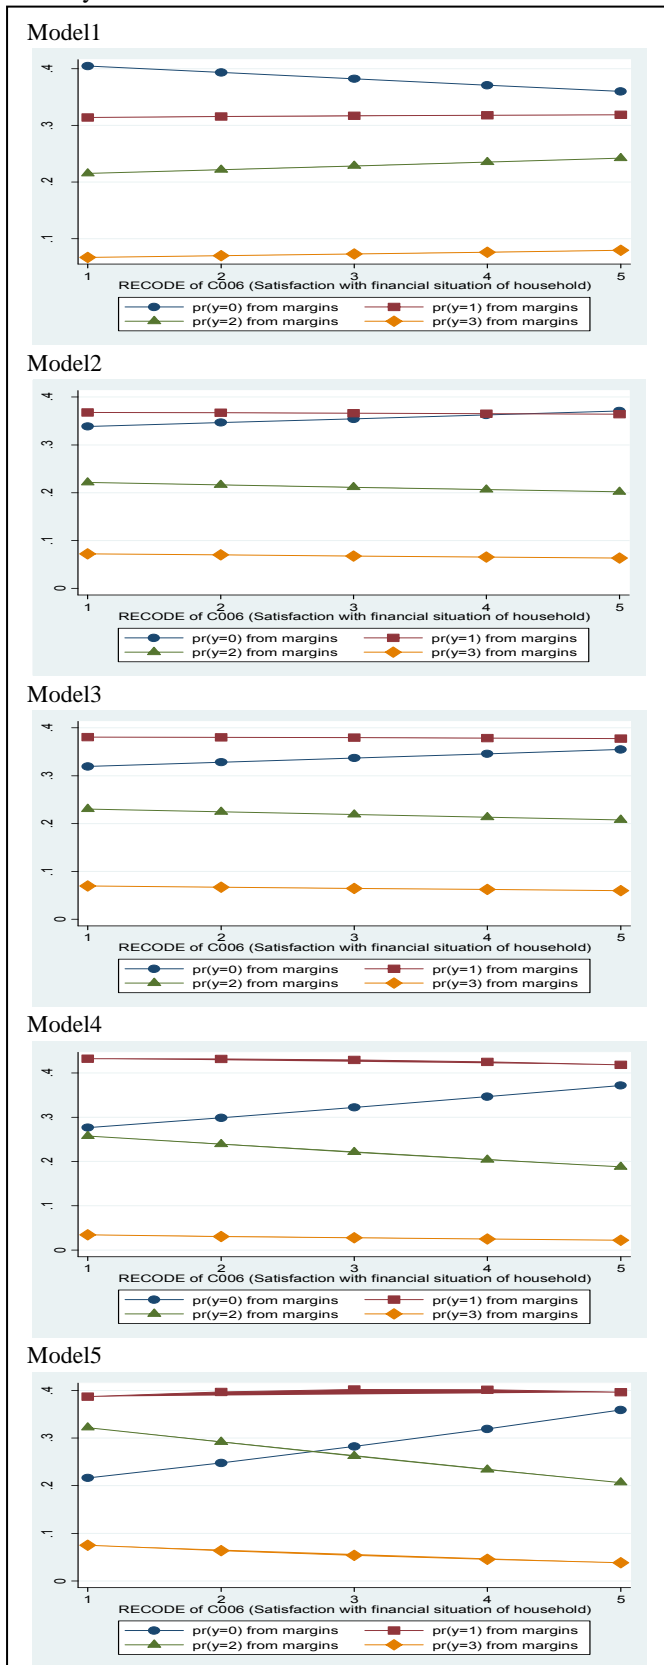 Model1
.4
.3
.2
.1
1 2 3 4 5
RECODE of C006 (Satisfaction with financial situation of household)
pr(y=0) from margins pr(y=1) from margins
pr(y=2) from margins pr(y=3) from margins
Model2
.4
.3
.2
.1
0
1 2 3 4 5
RECODE of C006 (Satisfaction with financial situation of household)
pr(y=0) from margins pr(y=1) from margins
pr(y=2) from margins pr(y=3) from margins
Model3
.4
.3
.2
.1
0
1 2 3 4 5
RECODE of C006 (Satisfaction with financial situation of household)
pr(y=0) from margins pr(y=1) from margins
pr(y=2) from margins pr(y=3) from margins
Model4
.4
.3
.2
.1
0
1 2 3 4 5
RECODE of C006 (Satisfaction with financial situation of household)
pr(y=0) from margins pr(y=1) from margins
pr(y=2) from margins pr(y=3) from margins
Model5
.4
.3
.2
.1
0
1 2 3 4 5
RECODE of C006 (Satisfaction with financial situation of household)
pr(y=0) from margins pr(y=1) from margins
pr(y=2) from margins pr(y=3) from margins